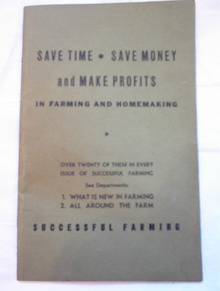 SAVE TIME • SAVE MONEY
and MAKE PROFITS
IN FARMING AND HOMEMAKING
OVER TWENTY OF THESE IN EVERY
ISSUE OF SUCCESSFUL FARMING
See Departments:
1. WHAT IS NEW IN FARMING
2. ALL AROUND THE FARM
SUCCESSFUL FARMING